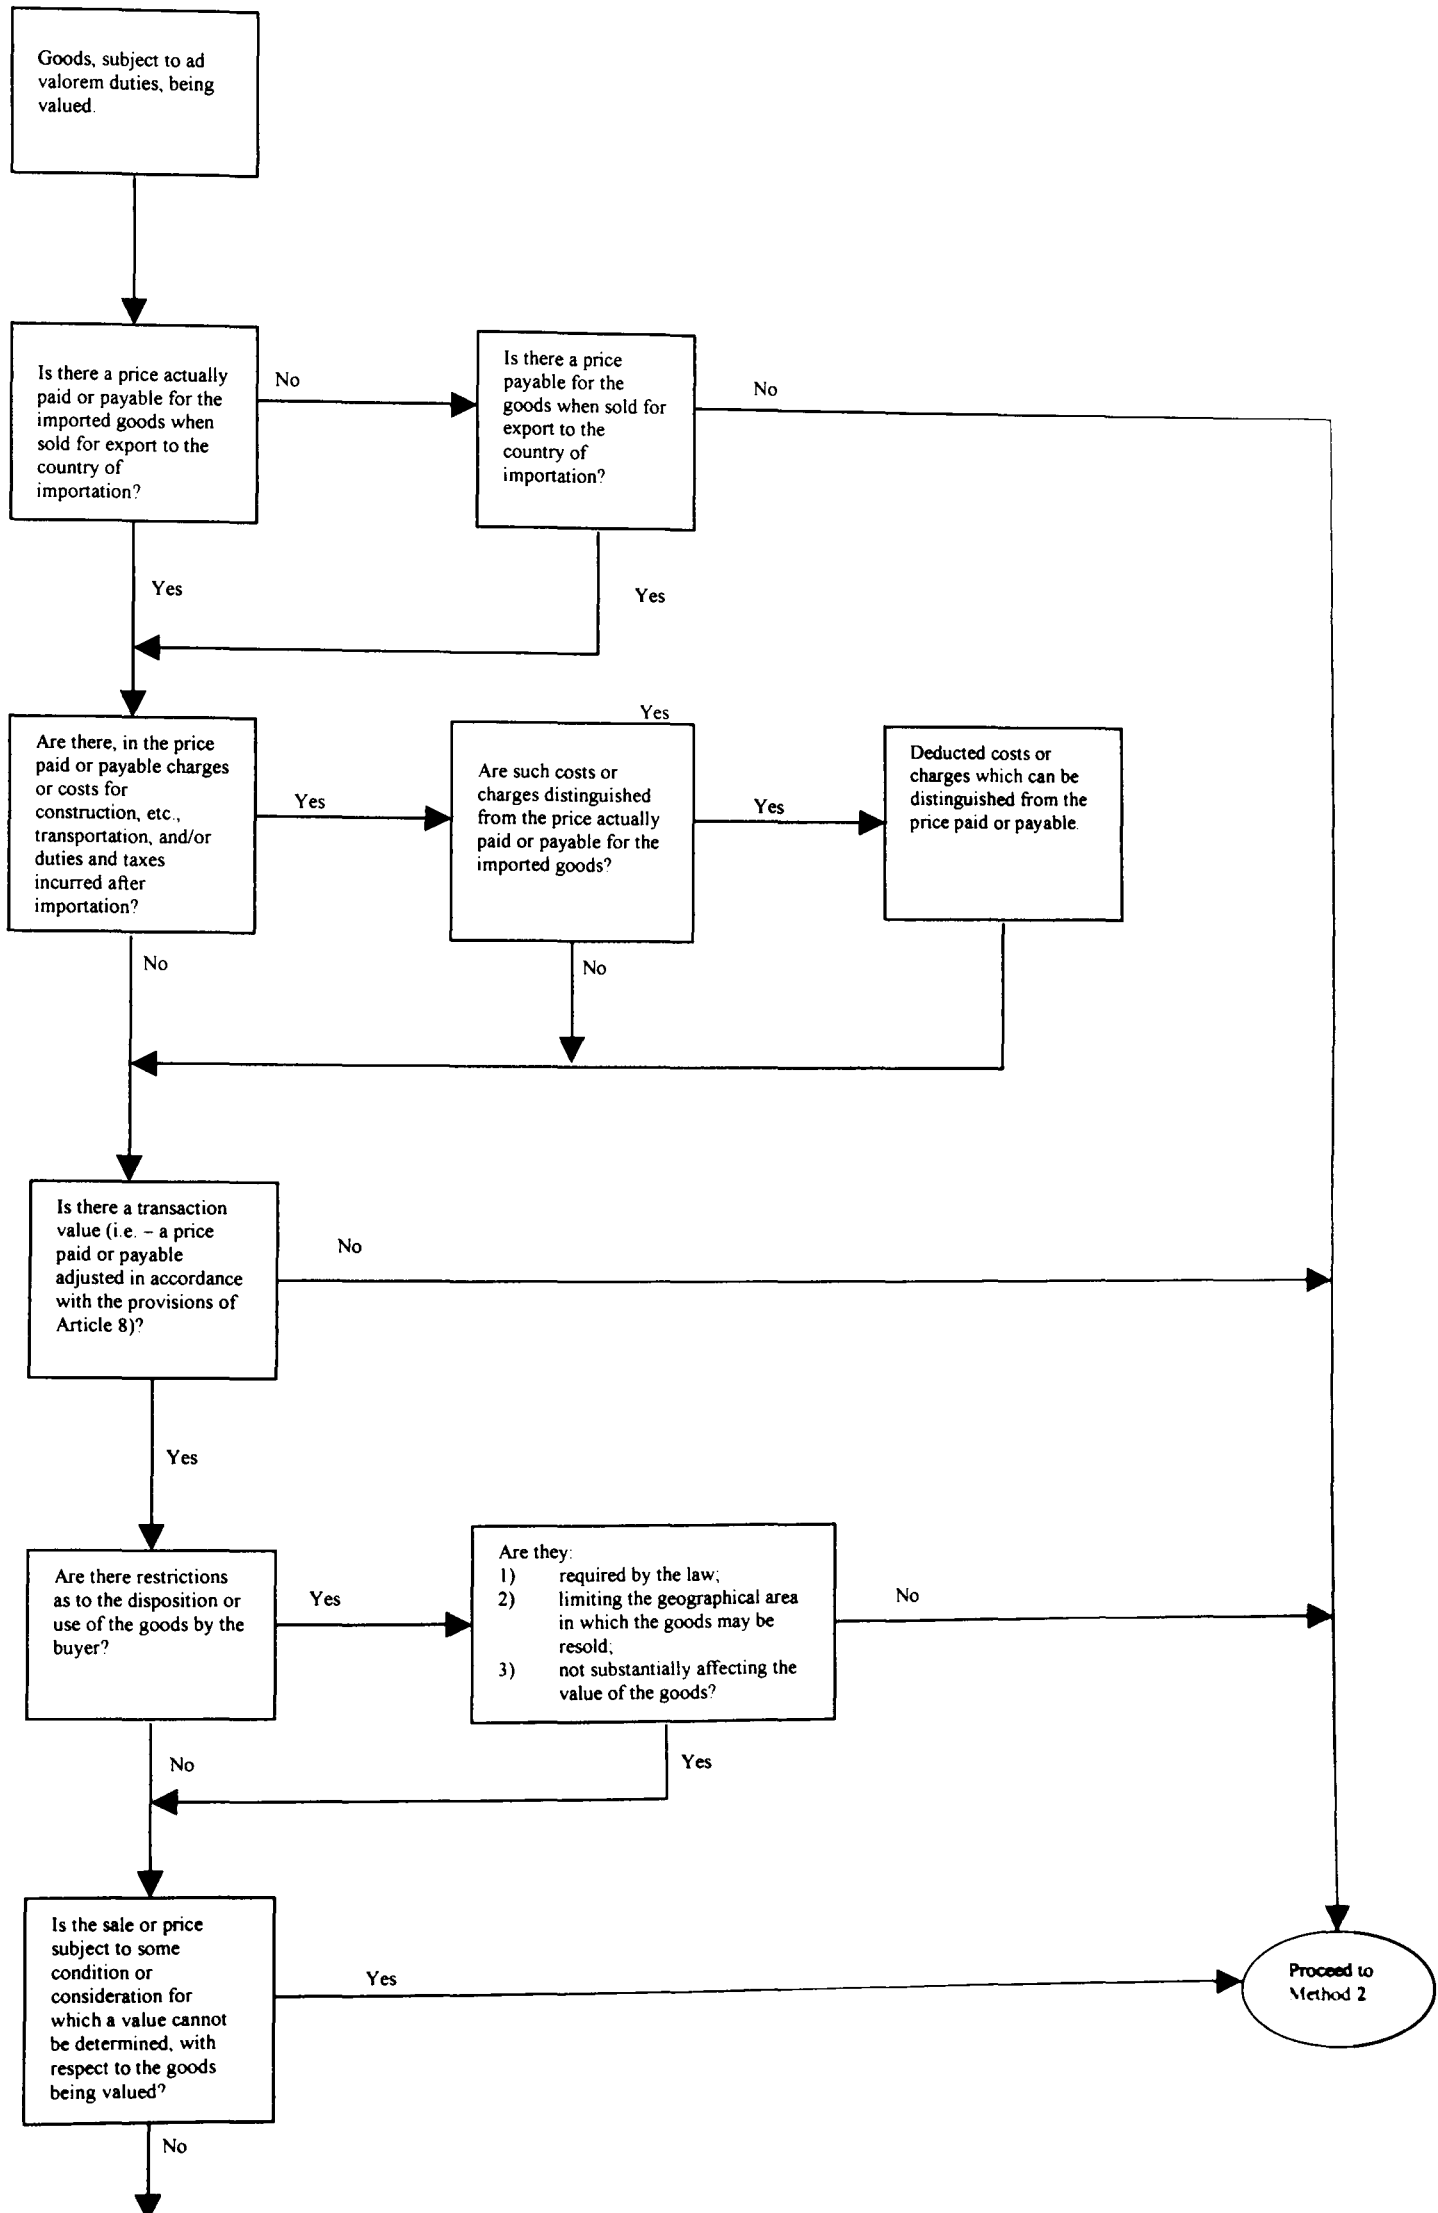 Goods, subject to ad
valorem duties, being
valued.
Is there a price actually
paid or payable for the
imported goods when
sold for export to the
country of
importation?
No
Is there a price
payable for the
goods when sold for
export to the
country of
importation?
No
Yes
Yes
Are there, in the price
paid or payable charges
or costs for
construction, etc.,
transportation, and/or
duties and taxes
incurred after
importation?
Yes
Yes
Are such costs or
charges distinguished
from the price actually
paid or payable for the
imported goods?
Yes
Deducted costs or
charges which can be
distinguished from the
price paid or payable.
No
No
Is there a transaction
value (i.e. – a price
paid or payable
adjusted in accordance
with the provisions of
Article 8)?
No
Yes
Are there restrictions
as to the disposition or
use of the goods by the
buyer?
Yes
Are they:
1) required by the law;
2) limiting the geographical area
in which the goods may be
resold;
3) not substantially affecting the
value of the goods?
No
No
Yes
Is the sale or price
subject to some
condition or
consideration for
which a value cannot
be determined, with
respect to the goods
being valued?
Yes
Proceed to
Method 2
No